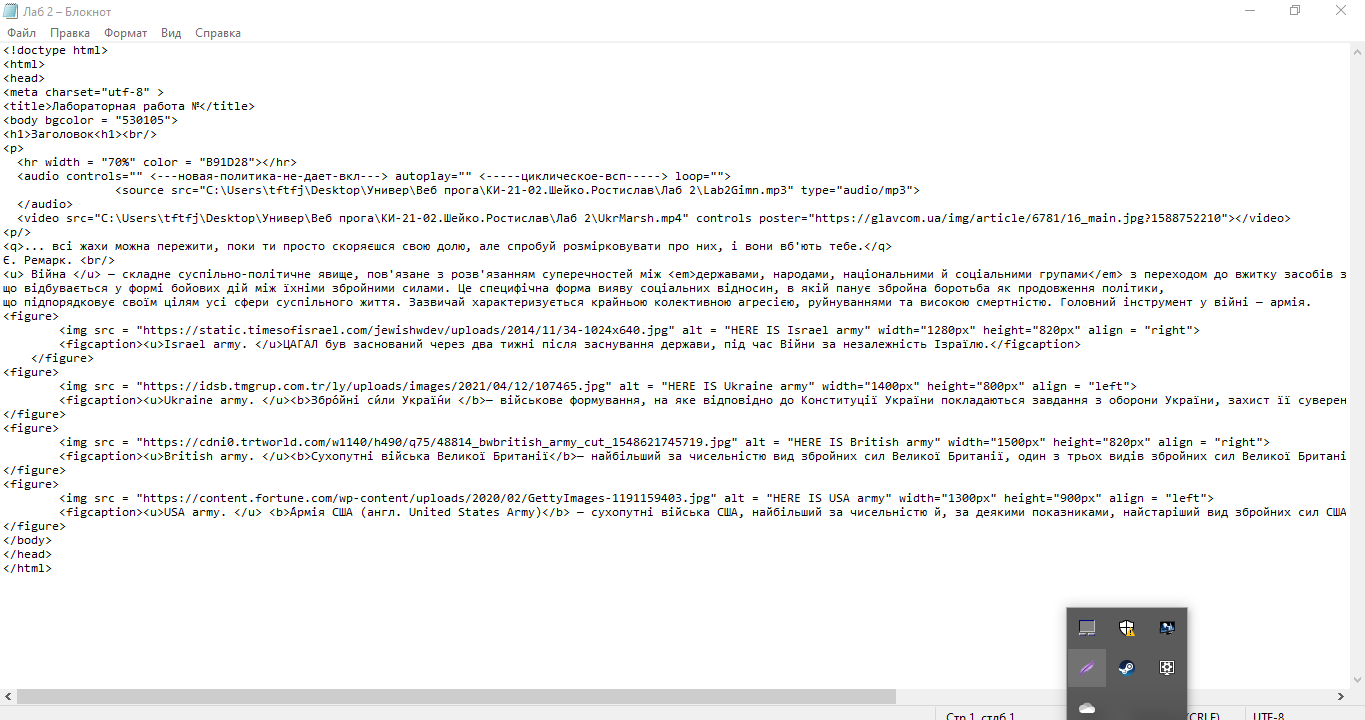 Лаб 2 – Блокнот
Файл Правка Формат Вид Справка
<!doctype html>
<html>
<head>
<meta charset="utf-8" >
<title>Лабораторная работа №</title>
<body bgcolor = "530105">
<h1>Заголовок<h1><br/>
<p>
<hr width = "70%" color = "B91D28"></hr>
<audio controls="" <---новая-политика-не-дает-вкл---> autoplay="" <-----циклическое-всп-----> loop="">
<source src="C:\Users\tftfj\Desktop\Универ\Веб прога\КИ-21-02.Шейко.Ростислав\Лаб 2\Lab2Gimn.mp3" type="audio/mp3">
</audio>
<video src="C:\Users\tftfj\Desktop\Универ\Веб прога\КИ-21-02.Шейко.Ростислав\Лаб 2\UkrMarsh.mp4" controls poster="https://glavcom.ua/img/article/6781/16_main.jpg?1588752210"></video>
<p/>
<q>... всі жахи можна пережити, поки ти просто скоряєшся свою долю, але спробуй розмірковувати про них, і вони вб'ють тебе.</q>
Є. Ремарк. <br/>
<u> Війна </u> — складне суспільно-політичне явище, пов'язане з розв'язанням суперечностей між <em>державами, народами, національними й соціальними групами</em> з переходом до вжитку засобів з
що відбувається у формі бойових дій між їхніми збройними силами. Це специфічна форма вияву соціальних відносин, в якій панує збройна боротьба як продовження політики,
що підпорядковує своїм цілям усі сфери суспільного життя. Зазвичай характеризується крайньою колективною агресією, руйнуваннями та високою смертністю. Головний інструмент у війні — армія.
<figure>
<img src = "https://static.timesofisrael.com/jewishwdev/uploads/2014/11/34-1024x640.jpg" alt = "HERE IS Israel army" width="1280px" height="820px" align = "right">
<figcaption><u>Israel army. </u>ЦАГАЛ був заснований через два тижні після заснування держави, під час Війни за незалежність Ізраїлю.</figcaption>
</figure>
<figure>
<img src = "https://idsb.tmgrup.com.tr/ly/uploads/images/2021/04/12/107465.jpg" alt = "HERE IS Ukraine army" width="1400px" height="800px" align = "left">
<figcaption><u>Ukraine army. </u><b>Збро́йні си́ли Украї́ни </b>— військове формування, на яке відповідно до Конституції України покладаються завдання з оборони України, захист її суверен
</figure>
<figure>
<img src = "https://cdni0.trtworld.com/w1140/h490/q75/48814_bwbritish_army_cut_1548621745719.jpg" alt = "HERE IS British army" width="1500px" height="820px" align = "right">
<figcaption><u>British army. </u><b>Сухопутні війська Великої Британії</b>— найбільший за чисельністю вид збройних сил Великої Британії, один з трьох видів збройних сил Великої Британі
</figure>
<figure>
<img src = "https://content.fortune.com/wp-content/uploads/2020/02/GettyImages-1191159403.jpg" alt = "HERE IS USA army" width="1300px" height="900px" align = "left">
<figcaption><u>USA army. </u> <b>А́рмія США (англ. United States Army)</b> — сухопутні війська США, найбільший за чисельністю й, за деякими показниками, найстаріший вид збройних сил США
</figure>
</body>
</head>
</html>
Стр 1, стлб 1 (CRLF) UTF-8